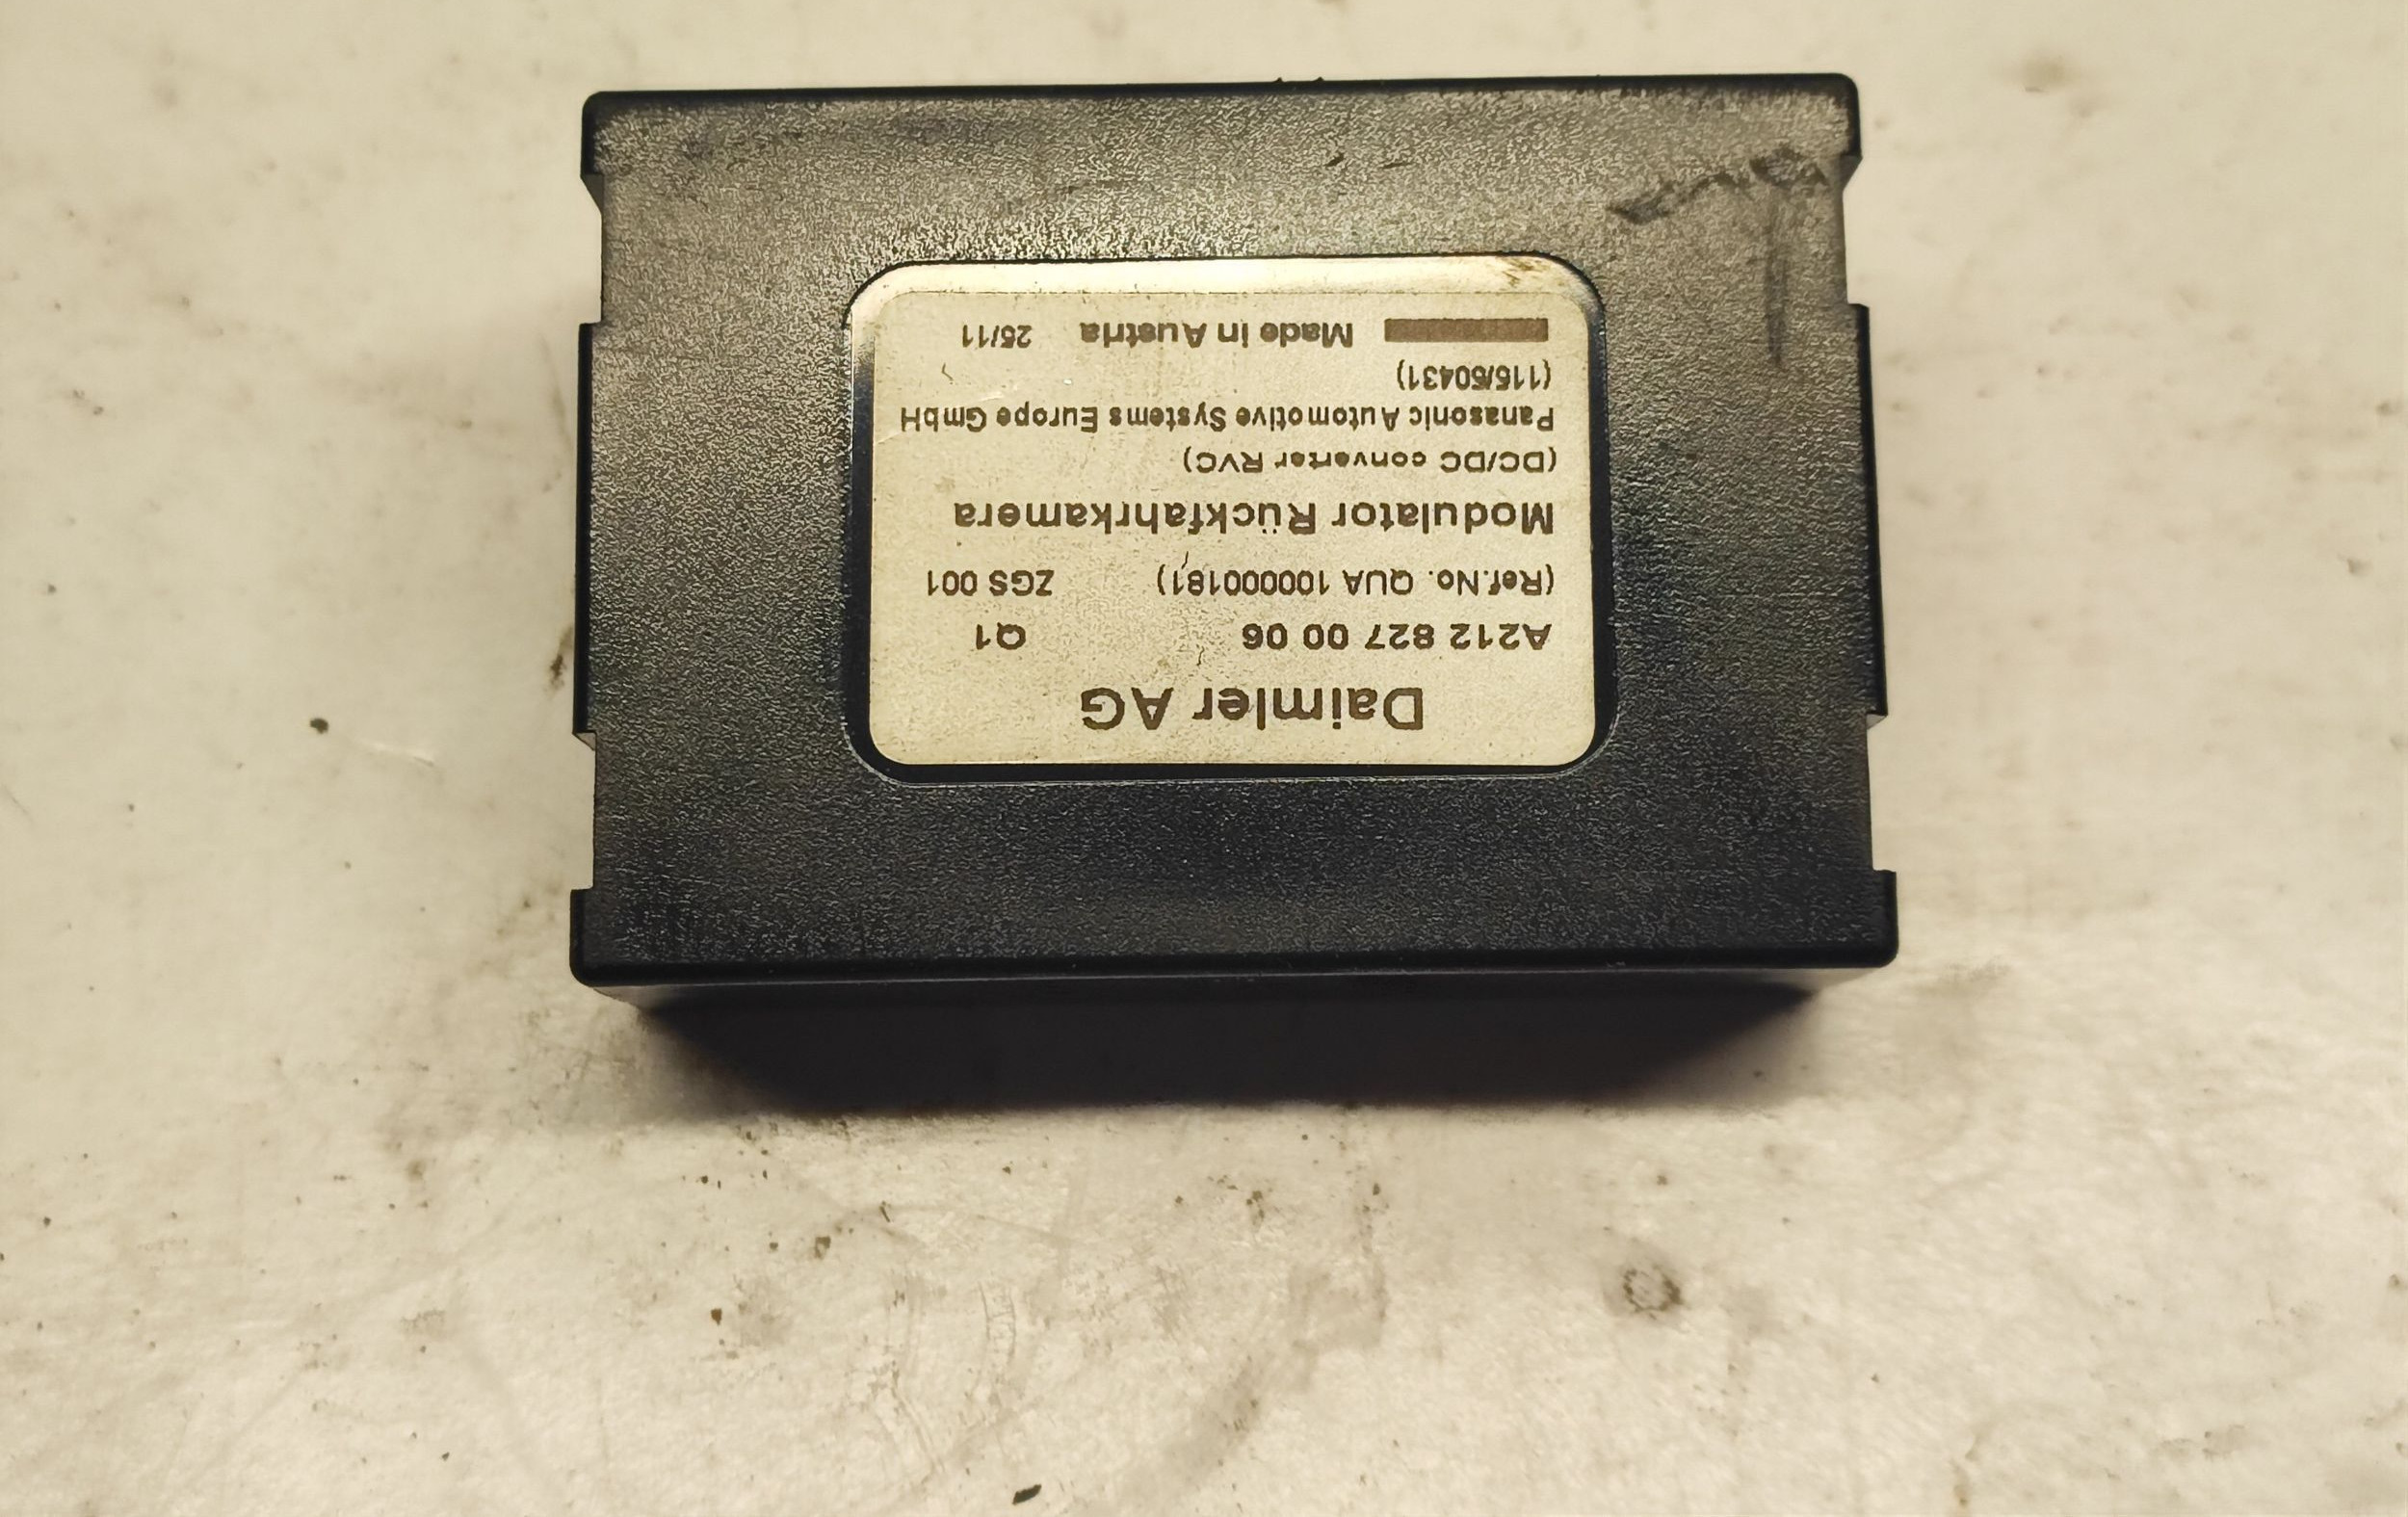 Daimler AG
A212 827 00 06 Q1
(Ref.No. QUA 10000181) ZGS 001
Modulator Rückfahrkamera
(DC/DC converter RVC)
Panasonic Automotive Systems Europe GmbH
(115/50431)
Made in Austria 25/11